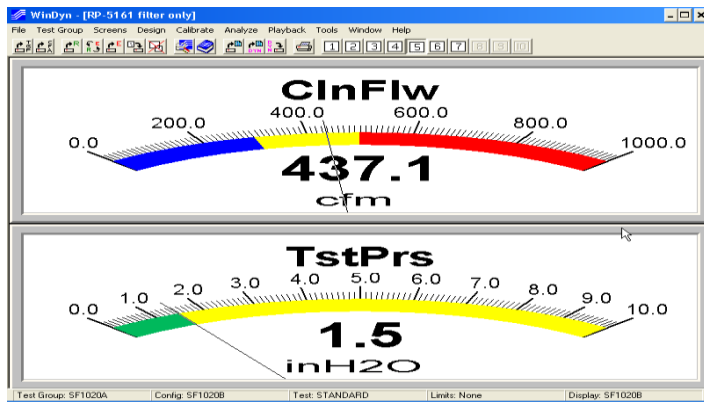 WinDyn - [RP-5161 filter only]
File Test Group Screens Design Calibrate Analyze Playback Tools Window Help
1 2 3 4 5 6 7 8 9 10
ClnFlw
0.0 200.0 400.0 600.0 800.0 1000.0
437.1
cfm
TstPrs
0.0 1.0 2.0 3.0 4.0 5.0 6.0 7.0 8.0 9.0 10.0
1.5
inH2O
Test Group: SF1020A Config: SF1020B Test: STANDARD Limits: None Display: SF1020B